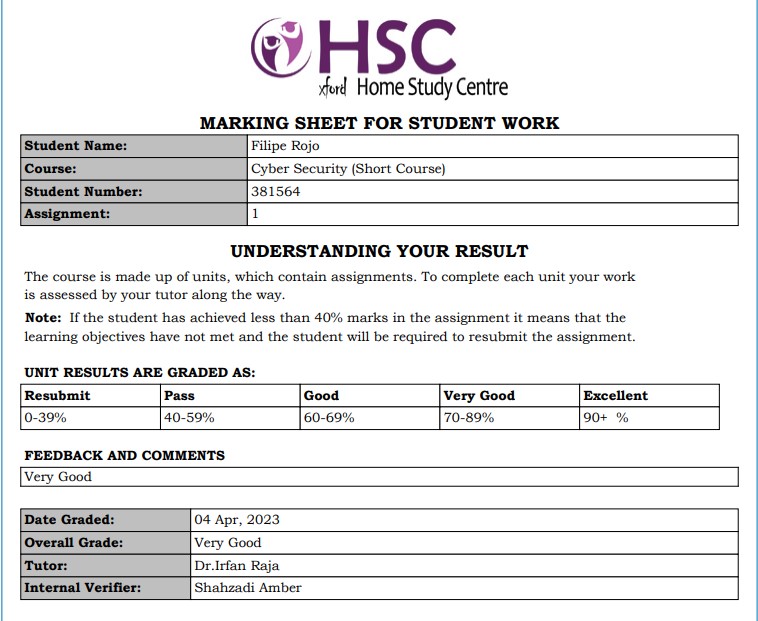 HSC
xford Home Study Centre
MARKING SHEET FOR STUDENT WORK
Student Name: Filipe Rojo
Course: Cyber Security (Short Course)
Student Number: 381564
Assignment: 1
UNDERSTANDING YOUR RESULT
The course is made up of units, which contain assignments. To complete each unit your work
is assessed by your tutor along the way.
Note: If the student has achieved less than 40% marks in the assignment it means that the
learning objectives have not met and the student will be required to resubmit the assignment.
UNIT RESULTS ARE GRADED AS:
Resubmit Pass Good Very Good Excellent
0-39% 40-59% 60-69% 70-89% 90+ %
FEEDBACK AND COMMENTS
Very Good
Date Graded: 04 Apr, 2023
Overall Grade: Very Good
Tutor: Dr.Irfan Raja
Internal Verifier: Shahzadi Amber